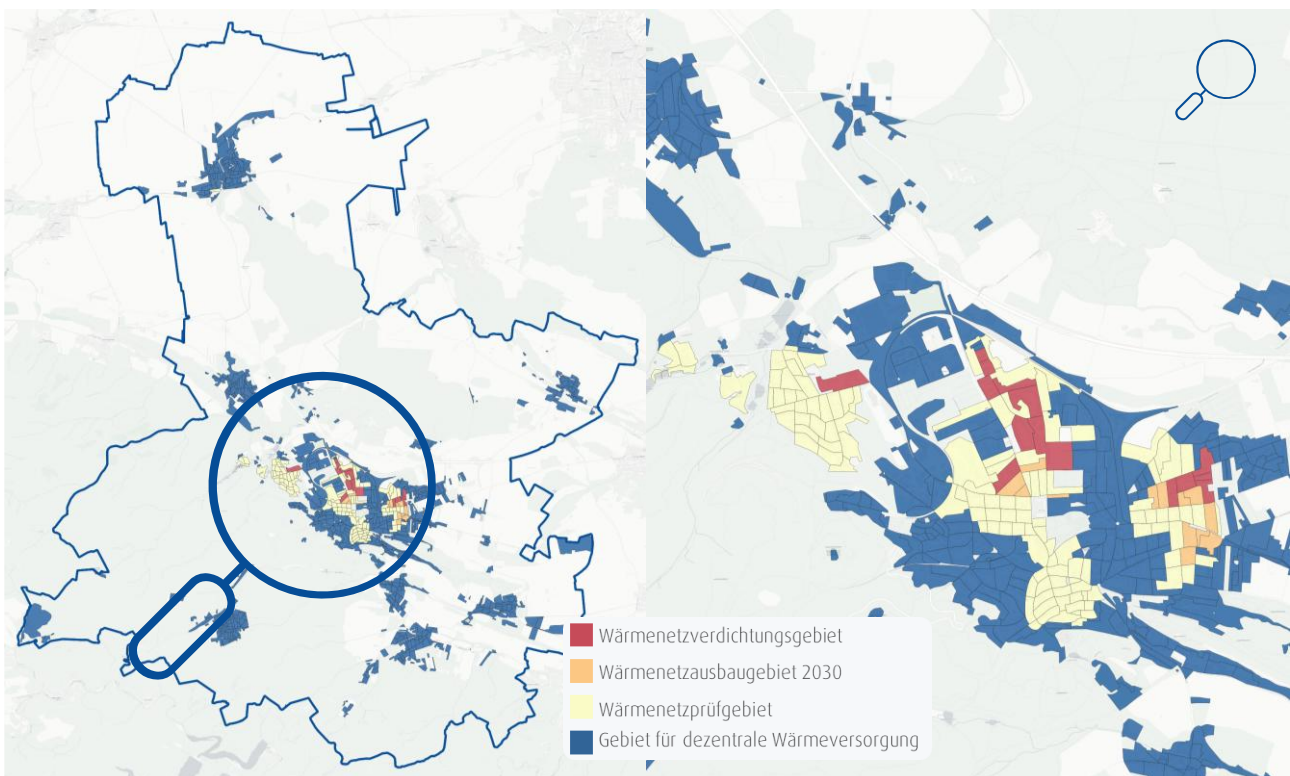 Wärmenetzverdichtungsgebiet
Wärmenetzausbaugebiet 2030
Wärmenetzprüfgebiet
Gebiet für dezentrale Wärmeversorgung